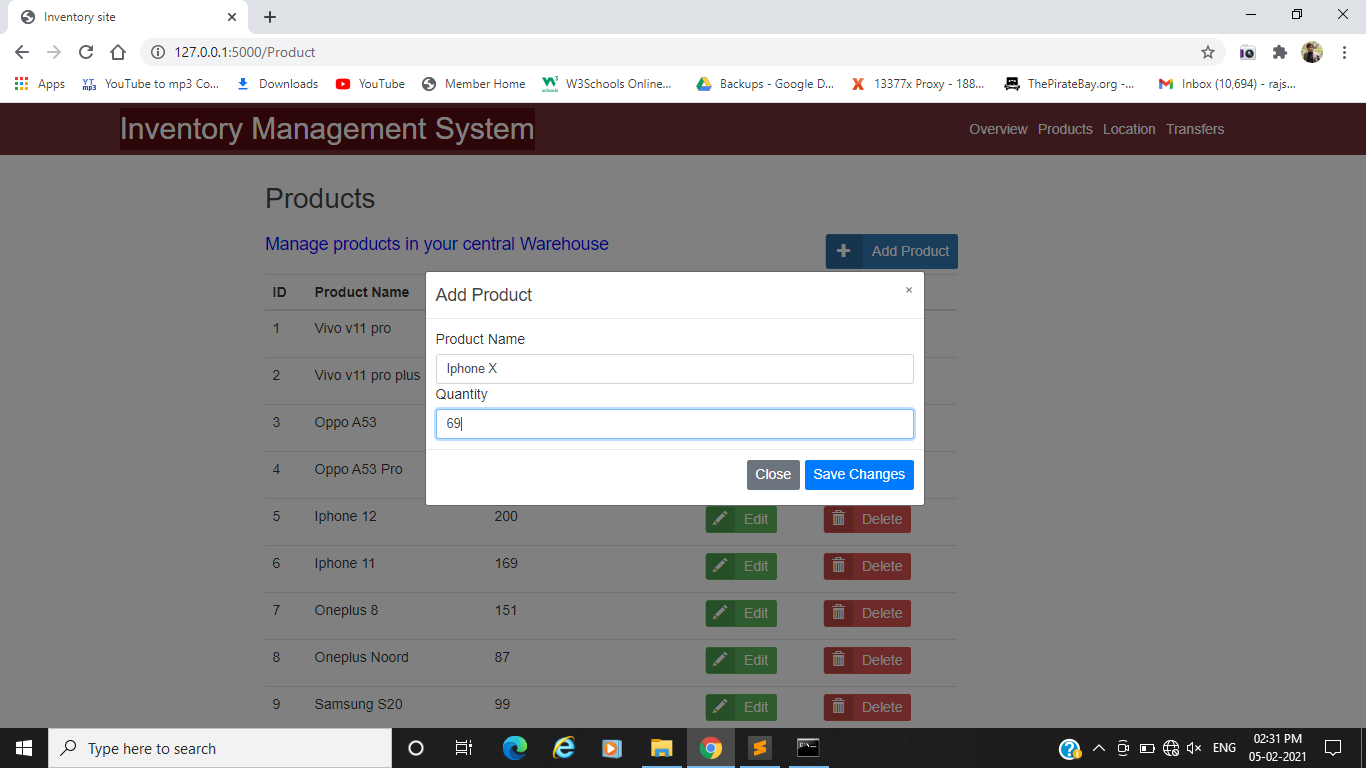 Inventory site
127.0.0.1:5000/Product
Apps YouTube to mp3 Co... Downloads YouTube Member Home W3Schools Online... Backups - Google D... 13377x Proxy - 188... ThePirateBay.org -... Inbox (10,694) - rajs...
Inventory Management System
Overview Products Location Transfers
Products
Manage products in your central Warehouse
Add Product
ID Product Name
1 Vivo v11 pro
2 Vivo v11 pro plus
3 Oppo A53
4 Oppo A53 Pro
Add Product ×
Product Name
Iphone X
Quantity
69
Close Save Changes
5 Iphone 12 200 Edit Delete
6 Iphone 11 169 Edit Delete
7 Oneplus 8 151 Edit Delete
8 Oneplus Noord 87 Edit Delete
9 Samsung S20 99 Edit Delete
Type here to search
ENG
02:31 PM
05-02-2021